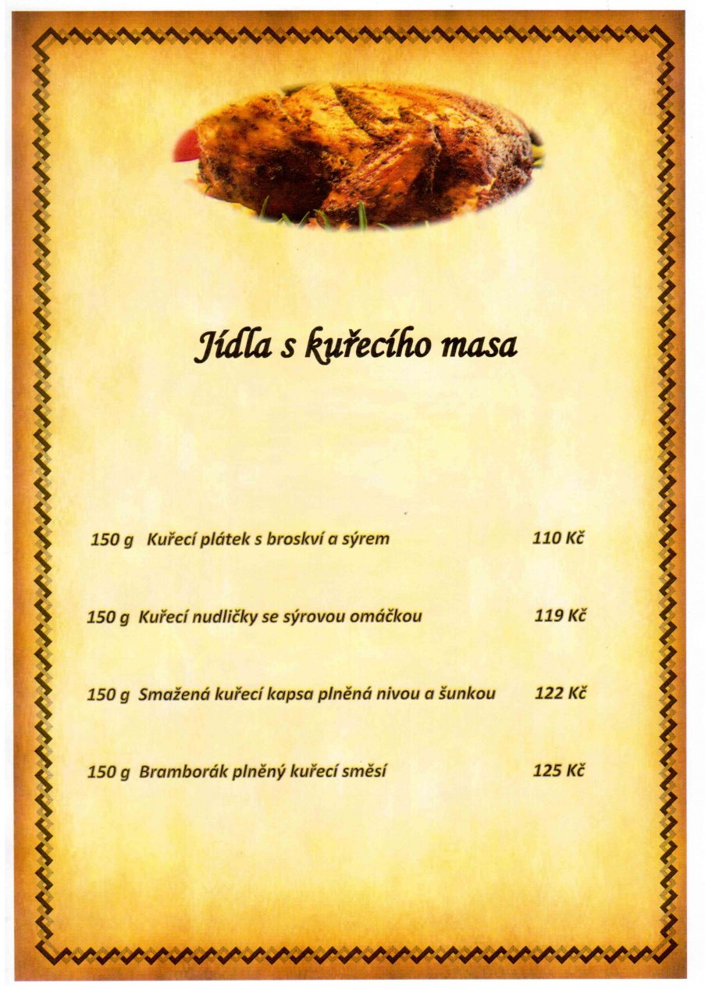 Jídla s kuřecího masa
150 g Kuřecí plátek s broskví a sýrem 110 Kč
150 g Kuřecí nudličky se sýrovou omáčkou 119 Kč
150 g Smažená kuřecí kapsa plněná nivou a šunkou 122 Kč
150 g Bramborák plněný kuřecí směsí 125 Kč